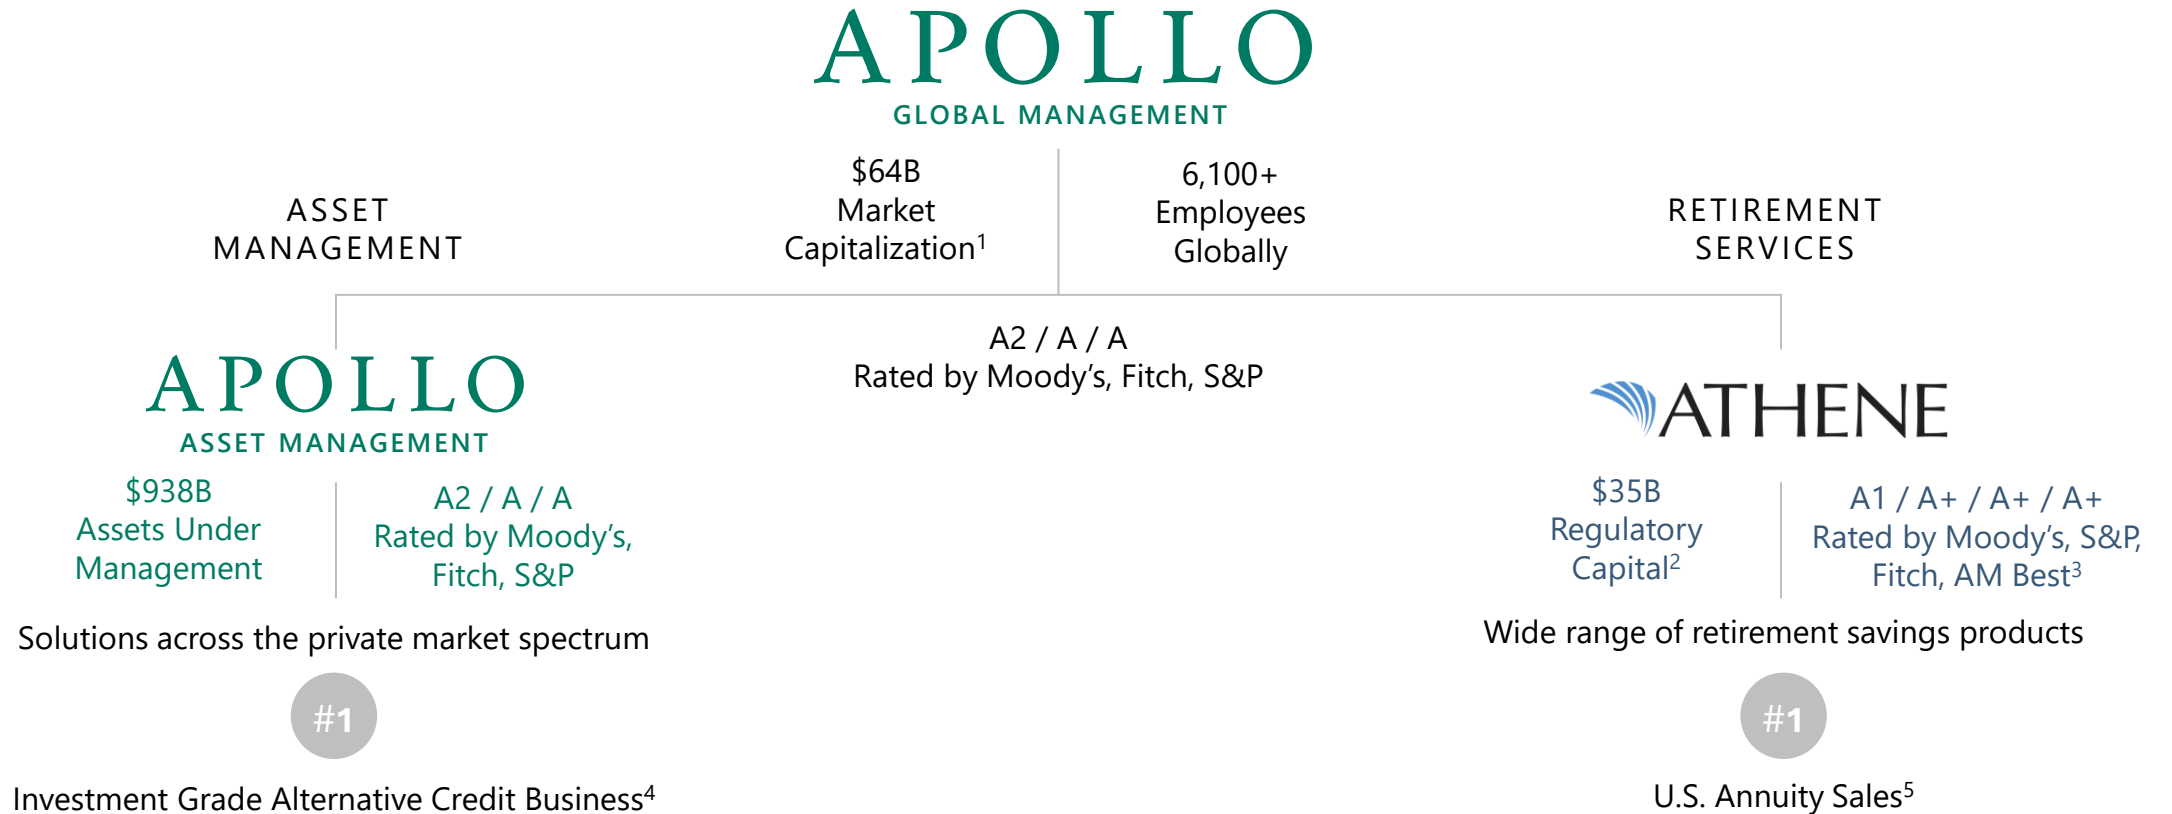 APOLLO
GLOBAL MANAGEMENT
$64B
Market
Capitalization1
6,100+
Employees
Globally
ASSET
MANAGEMENT
RETIREMENT
SERVICES
A2 / A / A
Rated by Moody’s, Fitch, S&P
APOLLO
ASSET MANAGEMENT
$938B
Assets Under
Management
A2 / A / A
Rated by Moody’s,
Fitch, S&P
Solutions across the private market spectrum
#1
Investment Grade Alternative Credit Business4
ATHENE
$35B
Regulatory
Capital2
A1 / A+ / A+ / A+
Rated by Moody’s, S&P,
Fitch, AM Best3
Wide range of retirement savings products
#1
U.S. Annuity Sales5